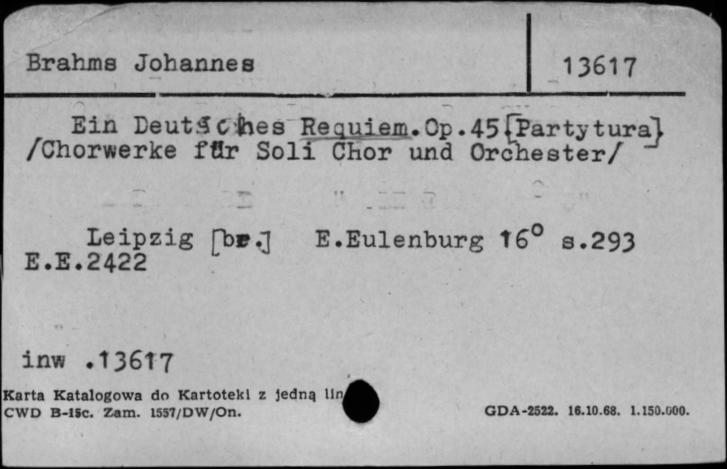 Brahms Johannes 13617
Ein Deutsches Requiem.Op.45[Partytura]
/Chorwerke für Soli Chor und Orchester/
Leipzig [br.] E.Eulenburg 16° s.293
E.E.2422
inw .13617
Karta Katalogowa do Kartoteki z jedną lin
CWD B-15c. Zam. 1557/DW/On. GDA-2522. 16.10.68. 1.150.000.